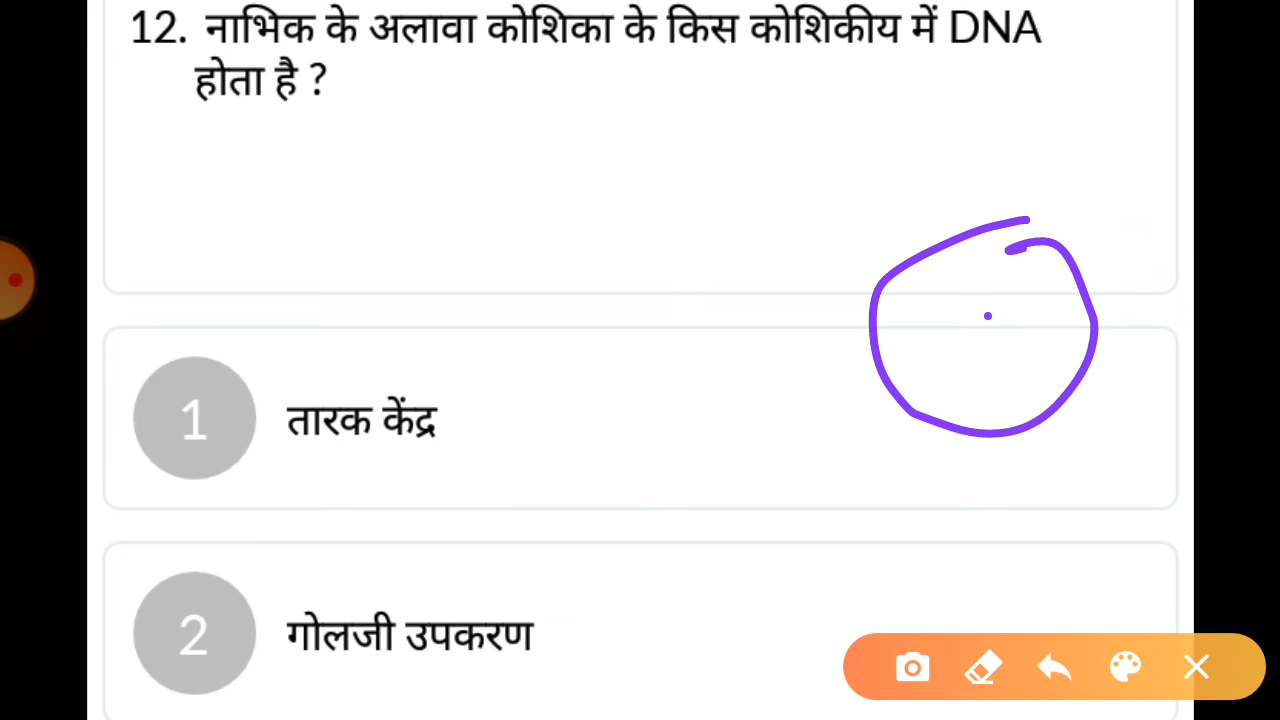 12. नाभिक के अलावा कोशिका के किस कोशिकीय में DNA
होता है ?
1 तारक केंद्र
2 गोलजी उपकरण